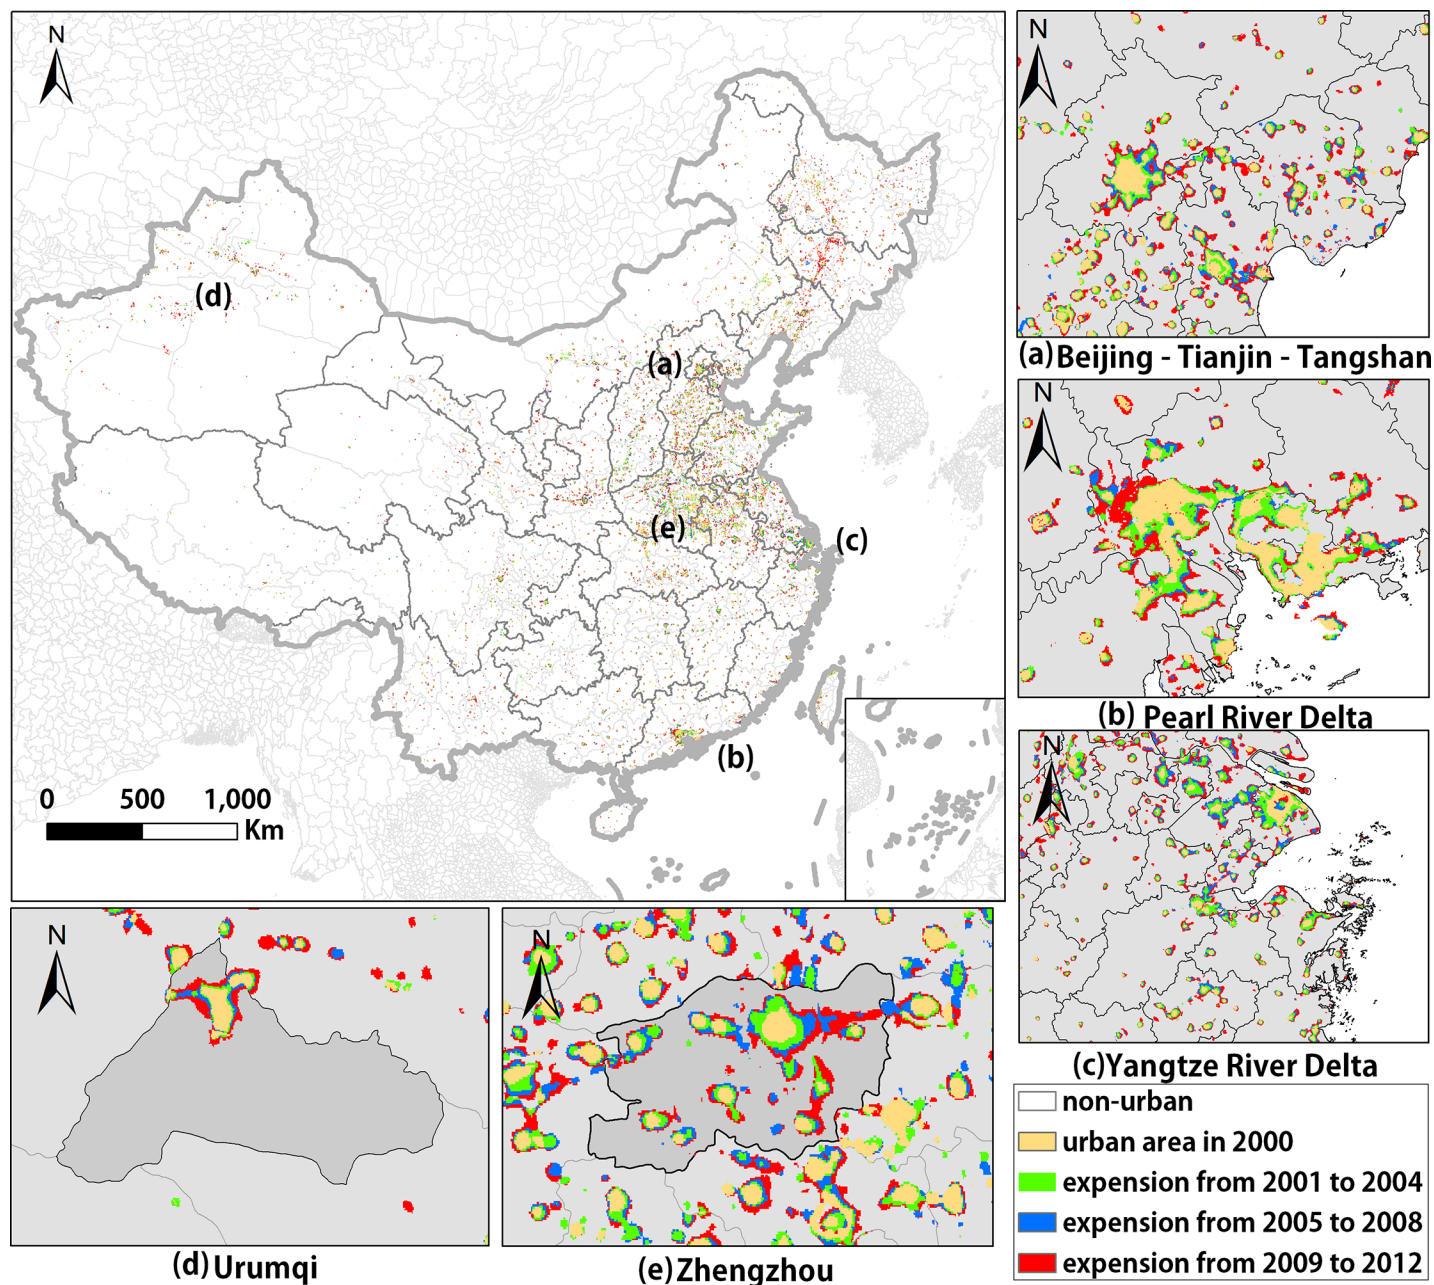 N
(d)
(a)
(e)
(c)
(b)
0 500 1,000
Km
N
(a) Beijing - Tianjin - Tangshan
N
(b) Pearl River Delta
N
(c) Yangtze River Delta
N
(d) Urumqi
N
(e) Zhengzhou
non-urban
urban area in 2000
expension from 2001 to 2004
expension from 2005 to 2008
expension from 2009 to 2012